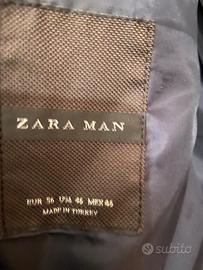 ZARA MAN
EUR 56 USA 46 MEX 46
MADE IN TURKEY
subito